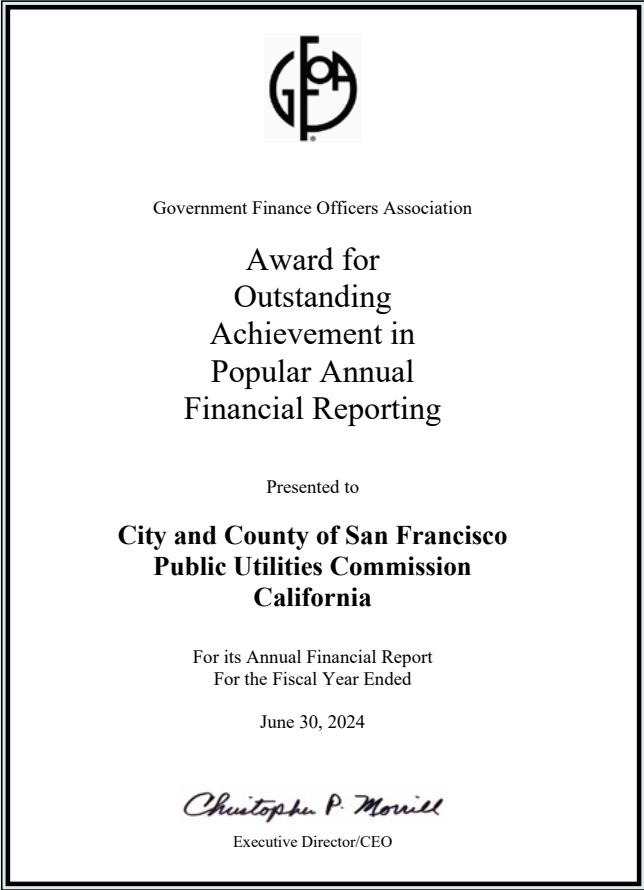 GFOA
Government Finance Officers Association
Award for
Outstanding
Achievement in
Popular Annual
Financial Reporting
Presented to
City and County of San Francisco
Public Utilities Commission
California
For its Annual Financial Report
For the Fiscal Year Ended
June 30, 2024
Christopher P. Morrill
Executive Director/CEO